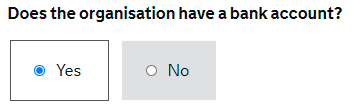 Does the organisation have a bank account?
Yes
No